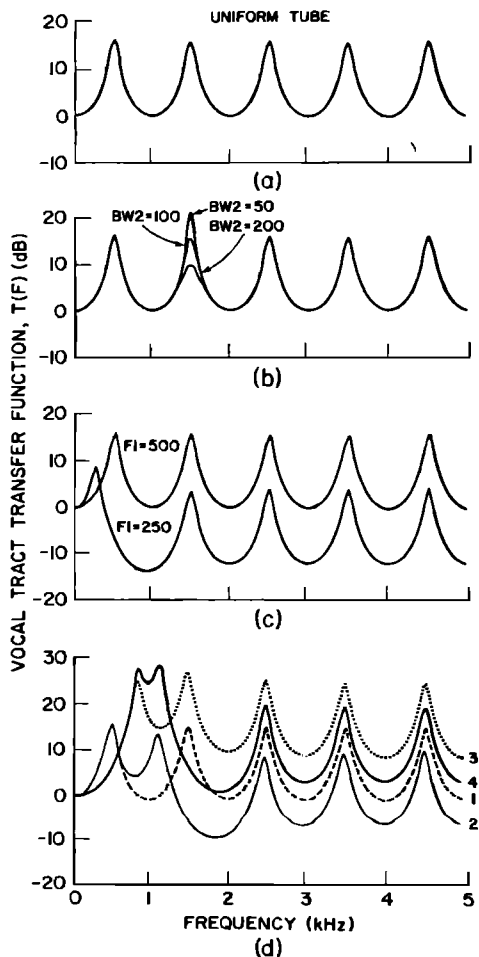 UNIFORM TUBE
VOCAL TRACT TRANSFER FUNCTION, T(F) (dB)
20
10
0
-10
(a)
BW2=50
BW2=100
BW2=200
20
10
0
-10
(b)
20
10
0
-10
-20
F1=500
F1=250
(c)
30
20
10
0
-10
-20
3
4
1
2
0 1 2 3 4 5
FREQUENCY (kHz)
(d)